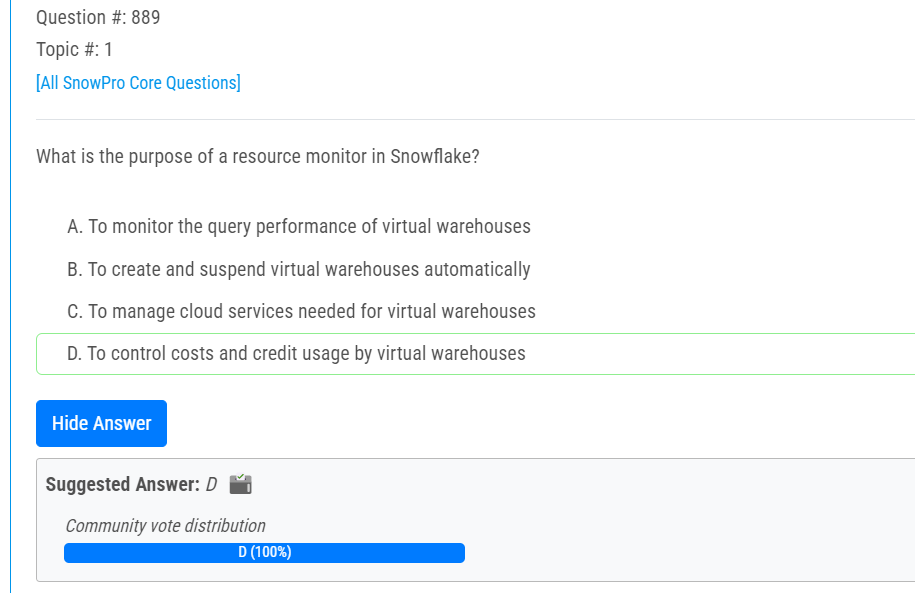 Question #: 889
Topic #: 1
[All SnowPro Core Questions]
What is the purpose of a resource monitor in Snowflake?
A. To monitor the query performance of virtual warehouses
B. To create and suspend virtual warehouses automatically
C. To manage cloud services needed for virtual warehouses
D. To control costs and credit usage by virtual warehouses
Hide Answer
Suggested Answer: D
Community vote distribution
D (100%)